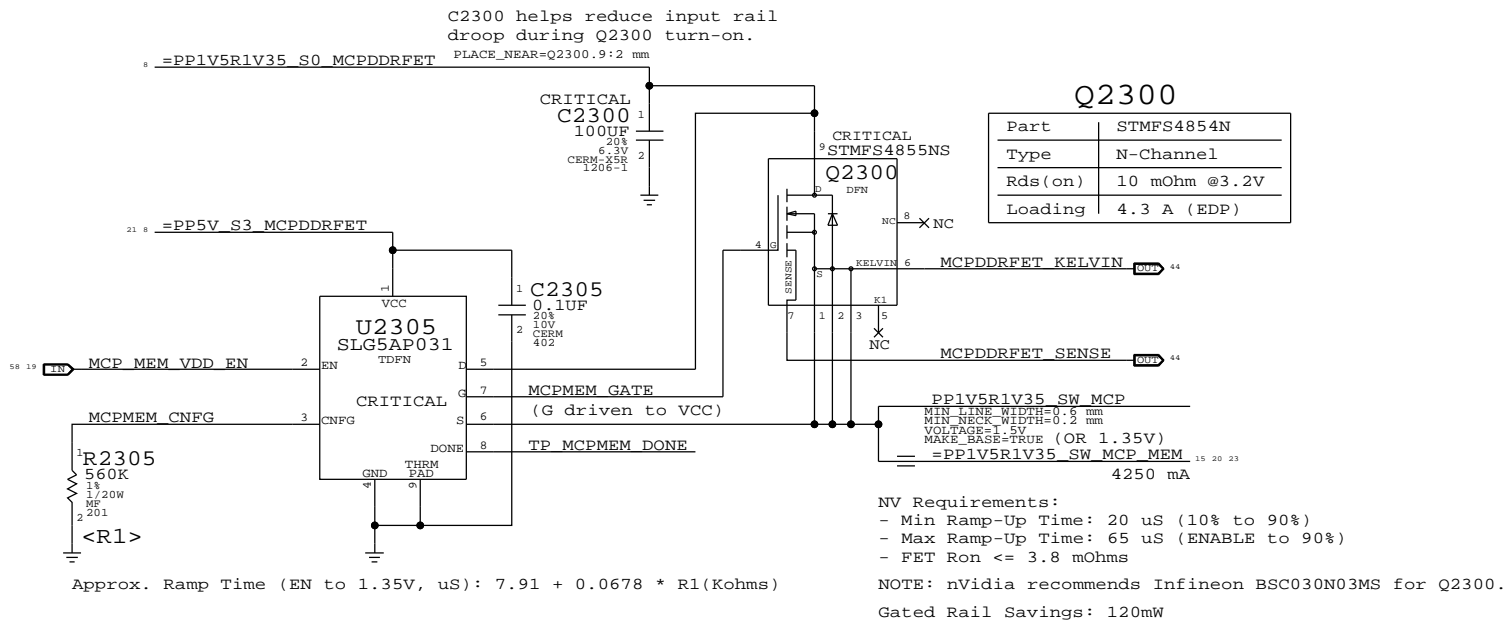 C2300 helps reduce input rail
droop during Q2300 turn-on.
PLACE_NEAR=Q2300.9:2 mm
8 =PP1V5R1V35_S0_MCPDDRFET
CRITICAL
C2300
100UF
20%
6.3V
CERM-X5R
1206-1
1
2
CRITICAL
9 STMFS4855NS
Q2300
DFN
D
NC 8 NC
4 G
S
SENSE
KELVIN 6
K1
7 1 2 3 5
NC
MCPDDRFET_KELVIN OUT 44
MCPDDRFET_SENSE OUT 44
Q2300
Part STMFS4854N
Type N-Channel
Rds(on) 10 mOhm @3.2V
Loading 4.3 A (EDP)
21 8 =PP5V_S3_MCPDDRFET
1
VCC
U2305
SLG5AP031
TDFN
CRITICAL
1
C2305
0.1UF
20%
10V
CERM
402
2
58 19 IN MCP_MEM_VDD_EN 2 EN
MCPMEM_CNFG 3 CNFG
D 5
G 7 MCPMEM_GATE
(G driven to VCC)
S 6
DONE 8 TP_MCPMEM_DONE
GND
THRM
PAD
4 9
1
R2305
560K
1%
1/20W
MF
201
2
<R1>
PP1V5R1V35_SW_MCP
MIN_LINE_WIDTH=0.6 mm
MIN_NECK_WIDTH=0.2 mm
VOLTAGE=1.5V
MAKE_BASE=TRUE (OR 1.35V)
=PP1V5R1V35_SW_MCP_MEM 15 20 23
4250 mA
NV Requirements:
- Min Ramp-Up Time: 20 uS (10% to 90%)
- Max Ramp-Up Time: 65 uS (ENABLE to 90%)
- FET Ron <= 3.8 mOhms
Approx. Ramp Time (EN to 1.35V, uS): 7.91 + 0.0678 * R1(Kohms)
NOTE: nVidia recommends Infineon BSC030N03MS for Q2300.
Gated Rail Savings: 120mW